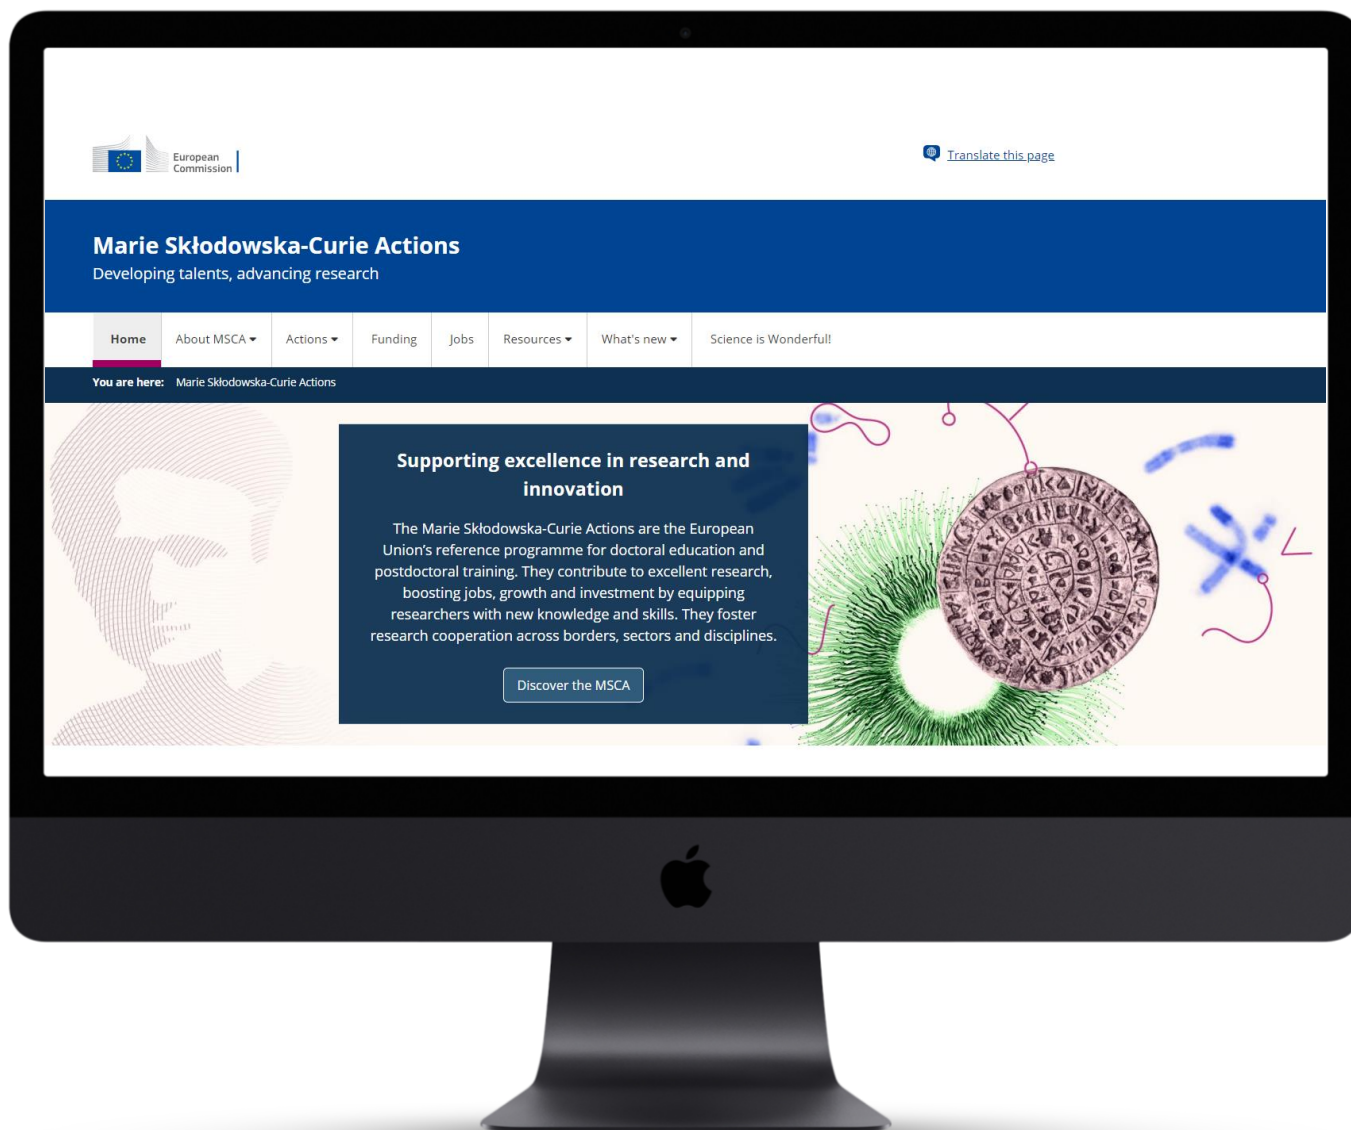 European
Commission
Translate this page
Marie Skłodowska-Curie Actions
Developing talents, advancing research
Home About MSCA Actions Funding Jobs Resources What's new Science is Wonderful!
You are here: Marie Skłodowska-Curie Actions
Supporting excellence in research and
innovation
The Marie Skłodowska-Curie Actions are the European
Union’s reference programme for doctoral education and
postdoctoral training. They contribute to excellent research,
boosting jobs, growth and investment by equipping
researchers with new knowledge and skills. They foster
research cooperation across borders, sectors and disciplines.
Discover the MSCA